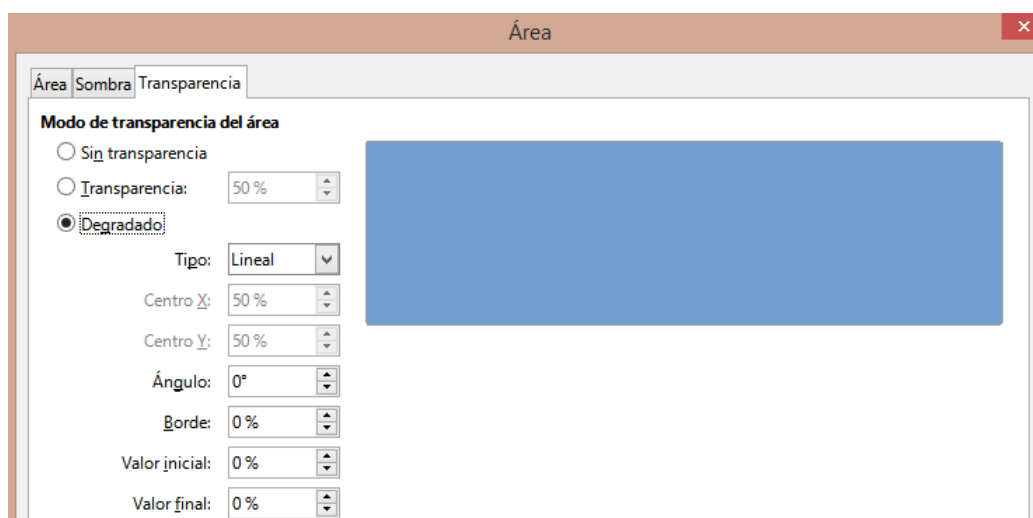 Área
Área Sombra Transparencia
Modo de transparencia del área
Sin transparencia
Transparencia: 50 %
Degradado
Tipo: Lineal
Centro X: 50 %
Centro Y: 50 %
Ángulo: 0°
Borde: 0 %
Valor inicial: 0 %
Valor final: 0 %